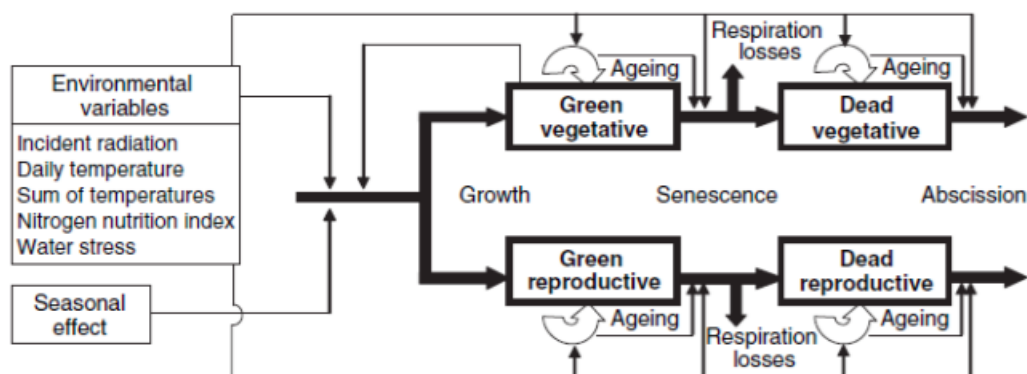 Respiration
losses
Ageing
Ageing
Environmental
variables
Incident radiation
Daily temperature
Sum of temperatures
Nitrogen nutrition index
Water stress
Green
vegetative
Dead
vegetative
Growth
Senescence
Abscission
Seasonal
effect
Green
reproductive
Dead
reproductive
Ageing
Respiration
losses
Ageing